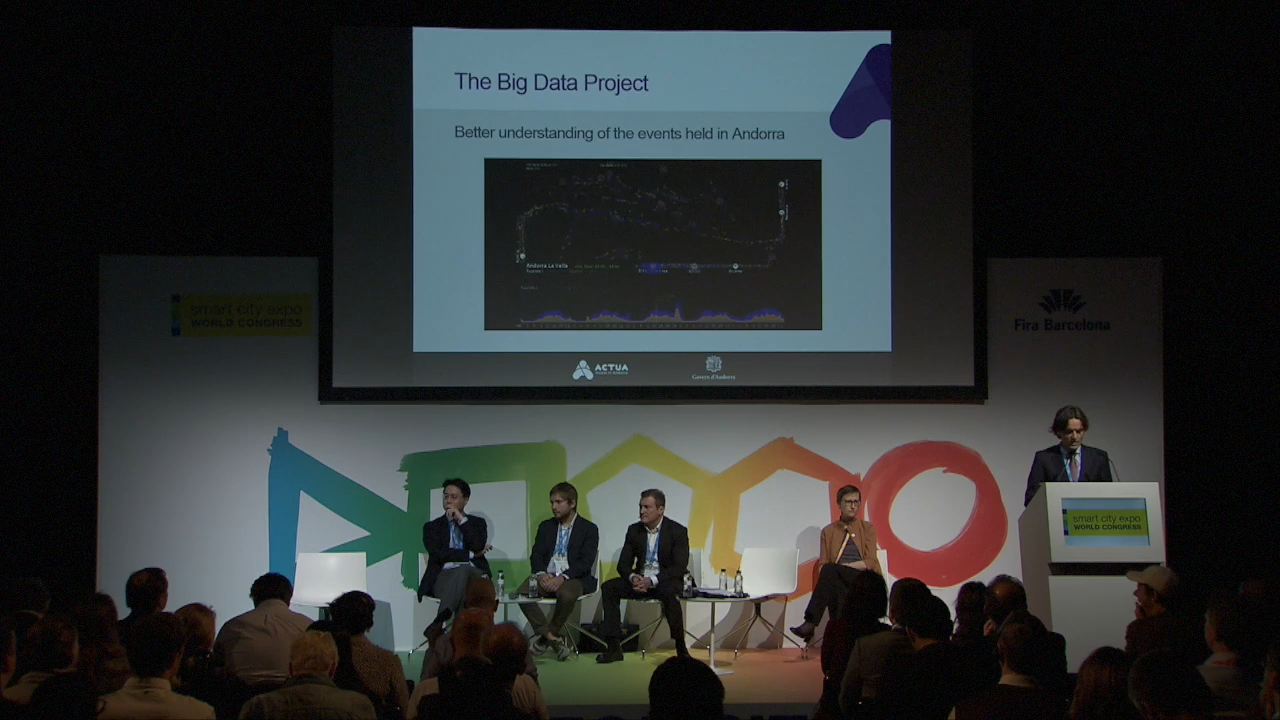 The Big Data Project
Better understanding of the events held in Andorra
Andorra La Vella
ACTUA
Govern d'Andorra
smart city expo
WORLD CONGRESS
Fira Barcelona
smart city expo
WORLD CONGRESS